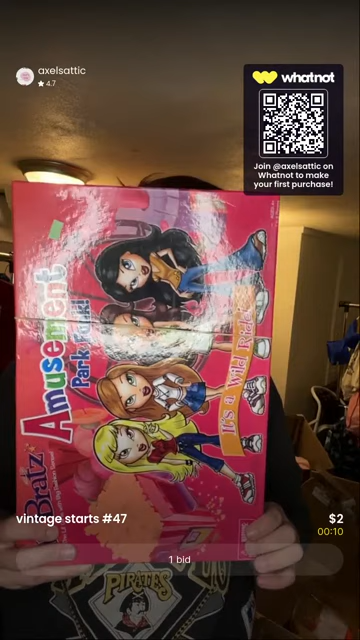 axelsattic
★ 4.7
whatnot
Join @axelsattic on
Whatnot to make
your first purchase!
Bratz
Amusement
Park
It's a Wild Ride!
vintage starts #47
$2
00:10
1 bid
PIRATES